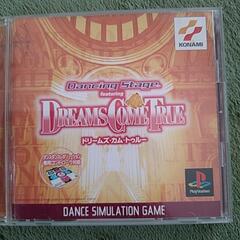 KONAMI
Dancing Stage
featuring
DREAMS COME TRUE
ドリームズ・カム・トゥルー
PlayStation
DANCE SIMULATION GAME